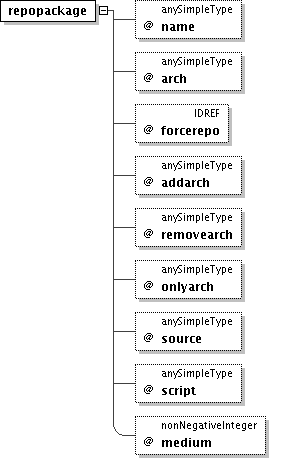 repopackage
anySimpleType
@ name
anySimpleType
@ arch
IDREF
@ forcerepo
anySimpleType
@ addarch
anySimpleType
@ removearch
anySimpleType
@ onlyarch
anySimpleType
@ source
anySimpleType
@ script
nonNegativeInteger
@ medium